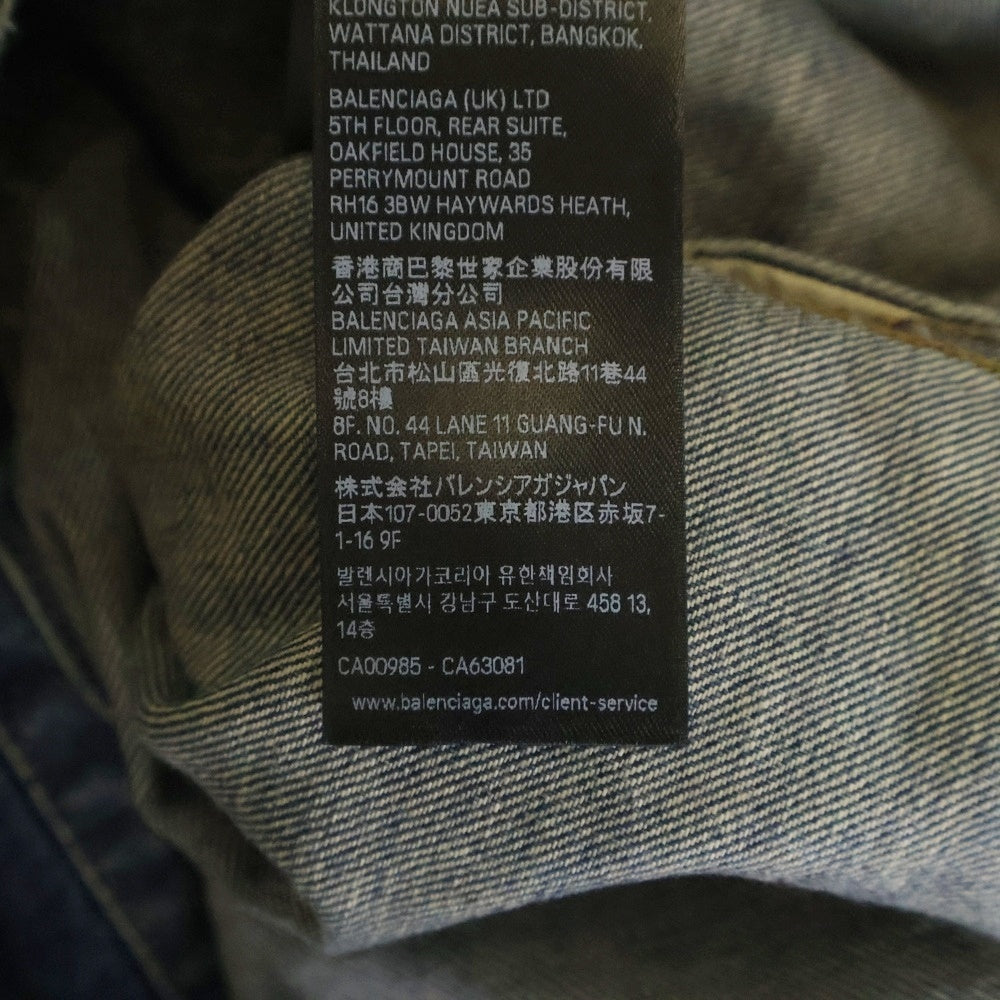 KLONGTON NUEA SUB-DISTRICT,
WATTANA DISTRICT, BANGKOK,
THAILAND
BALENCIAGA (UK) LTD
5TH FLOOR, REAR SUITE,
OAKFIELD HOUSE, 35
PERRYMOUNT ROAD
RH16 3BW HAYWARDS HEATH,
UNITED KINGDOM
香港商巴黎世家企業股份有限
公司台灣分公司
BALENCIAGA ASIA PACIFIC
LIMITED TAIWAN BRANCH
台北市松山區光復北路11巷44
號8樓
8F. NO. 44 LANE 11 GUANG-FU N.
ROAD, TAPEI, TAIWAN
株式会社バレンシアガジャパン
日本107-0052東京都港区赤坂7-
1-16 9F
발렌시아가코리아 유한책임회사
서울특별시 강남구 도산대로 458 13,
14층
CA00985 - CA63081
www.balenciaga.com/client-service